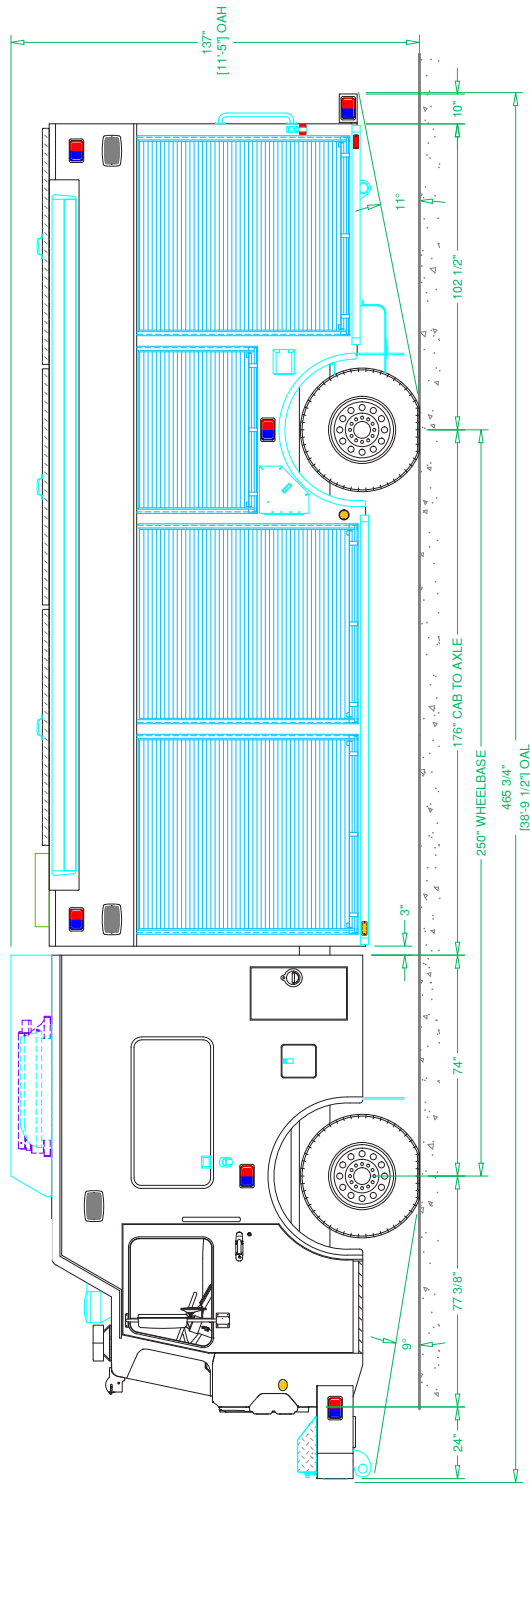 137"
[11'-5"] OAH
10"
11°
102 1/2"
176" CAB TO AXLE
250" WHEELBASE
465 3/4"
[38'-9 1/2"] OAL
3"
74"
77 3/8"
9°
24"